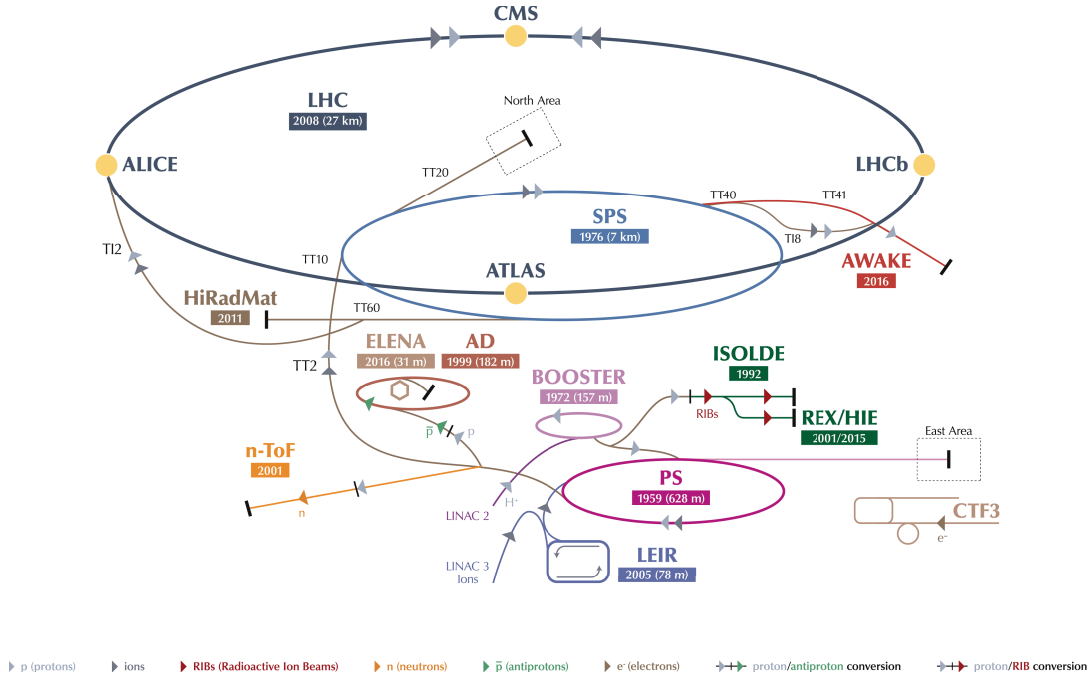 CMS
LHC
2008 (27 km)
North Area
ALICE
LHCb
TT20
TT40
TT41
SPS
1976 (7 km)
TI8
TI2
TT10
ATLAS
AWAKE
2016
HiRadMat
2011
TT60
ELENA
2016 (31 m)
AD
1999 (182 m)
TT2
BOOSTER
1972 (157 m)
ISOLDE
1992
RIBs
REX/HIE
2001/2015
East Area
p̅
p
n-ToF
2001
n
PS
1959 (628 m)
H⁺
LINAC 2
CTF3
e⁻
LINAC 3
Ions
LEIR
2005 (78 m)
p (protons)
ions
RIBs (Radioactive Ion Beams)
n (neutrons)
p̅ (antiprotons)
e⁻ (electrons)
proton/antiproton conversion
proton/RIB conversion